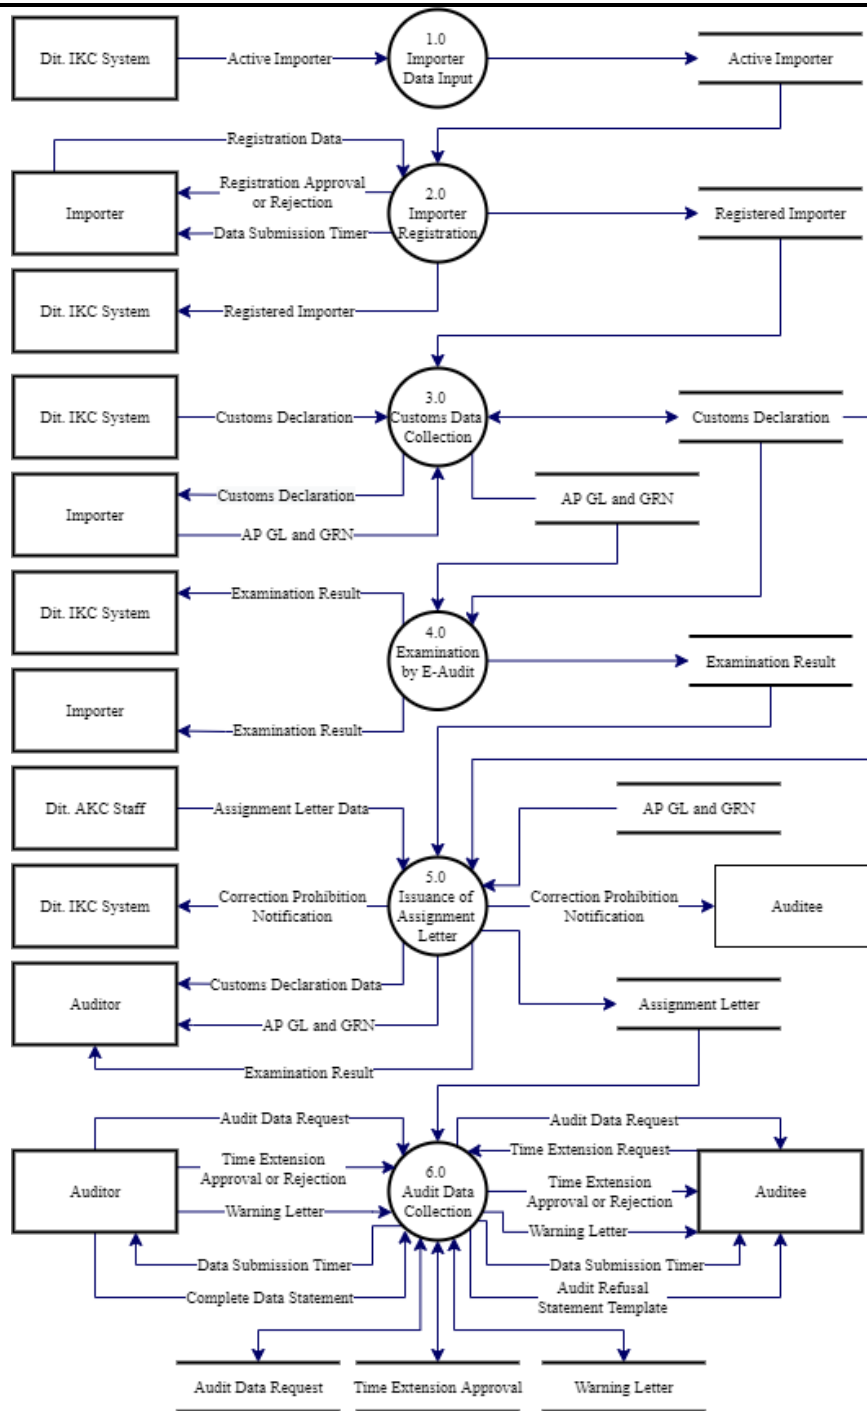 Dit. IKC System
Active Importer
1.0
Importer
Data Input
Active Importer
Registration Data
Importer
Registration Approval
or Rejection
Data Submission Timer
2.0
Importer
Registration
Registered Importer
Dit. IKC System
Registered Importer
Dit. IKC System
Customs Declaration
3.0
Customs Data
Collection
Customs Declaration
Importer
Customs Declaration
AP GL and GRN
AP GL and GRN
Dit. IKC System
Examination Result
4.0
Examination
by E-Audit
Examination Result
Importer
Examination Result
Dit. AKC Staff
Assignment Letter Data
AP GL and GRN
Dit. IKC System
Correction Prohibition
Notification
5.0
Issuance of
Assignment
Letter
Correction Prohibition
Notification
Auditee
Auditor
Customs Declaration Data
AP GL and GRN
Examination Result
Assignment Letter
Audit Data Request
Auditor
Time Extension
Approval or Rejection
Warning Letter
Data Submission Timer
Complete Data Statement
6.0
Audit Data
Collection
Audit Data Request
Time Extension Request
Time Extension
Approval or Rejection
Warning Letter
Data Submission Timer
Audit Refusal
Statement Template
Auditee
Audit Data Request
Time Extension Approval
Warning Letter